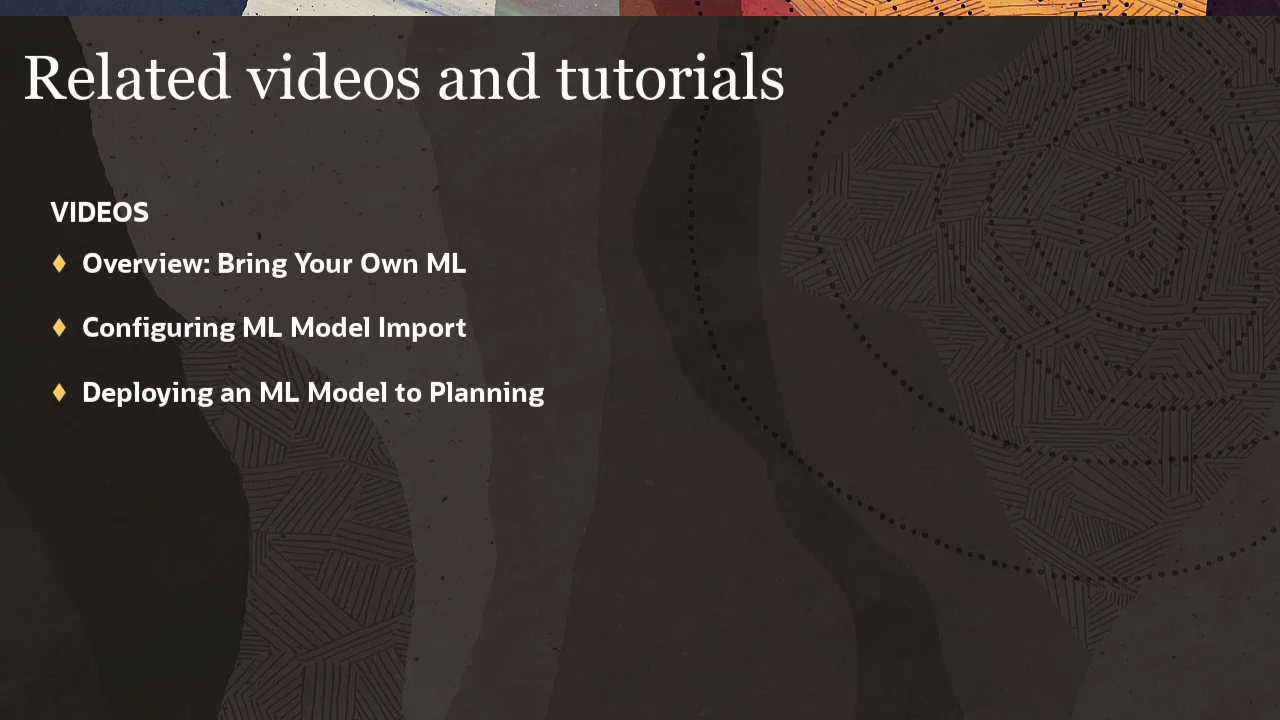 Related videos and tutorials
VIDEOS
Overview: Bring Your Own ML
Configuring ML Model Import
Deploying an ML Model to Planning